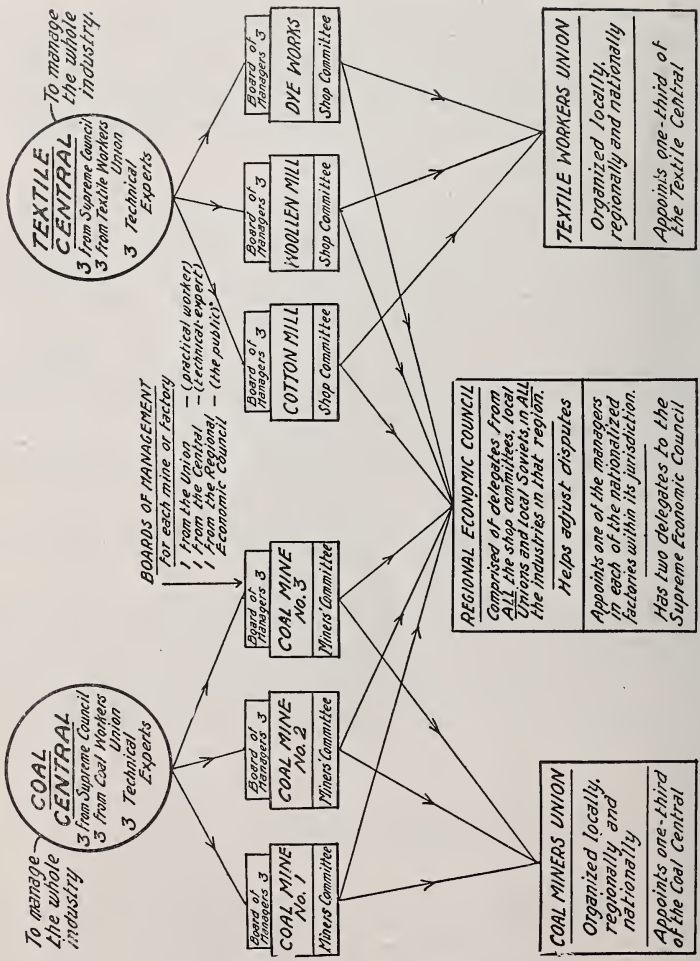 To manage
the whole
industry
COAL
CENTRAL
3 from Supreme Council
3 from Coal Workers
Union
3 Technical
Experts
TEXTILE
CENTRAL
3 From Supreme Council
3 From Textile Workers
Union
3 Technical
Experts
To manage
the whole
industry.
BOARDS OF MANAGEMENT
for each mine or factory
1 from the Union – (practical worker)
1 from the Central – (technical expert)
1 From the Regional – (the public)
Economic Council
Board of
Managers 3
COAL MINE
No. 1
Miners' Committee
Board of
Managers 3
COAL MINE
No. 2
Miners' Committee
Board of
Managers 3
COAL MINE
No. 3
Miners' Committee
Board of
Managers 3
COTTON MILL
Shop Committee
Board of
Managers 3
WOOLLEN MILL
Shop Committee
Board of
Managers 3
DYE WORKS
Shop Committee
COAL MINERS UNION
Organized locally,
regionally and
nationally
Appoints one-third
of the Coal Central
REGIONAL ECONOMIC COUNCIL
Comprised of delegates from
ALL the shop committees, local
Unions and local Soviets, in ALL
the industries in that region.
Helps adjust disputes
Appoints one of the managers
in each of the nationalized
factories within its jurisdiction.
Has two delegates to the
Supreme Economic Council
TEXTILE WORKERS UNION
Organized locally,
regionally and nationally
Appoints one-third of
the Textile Central